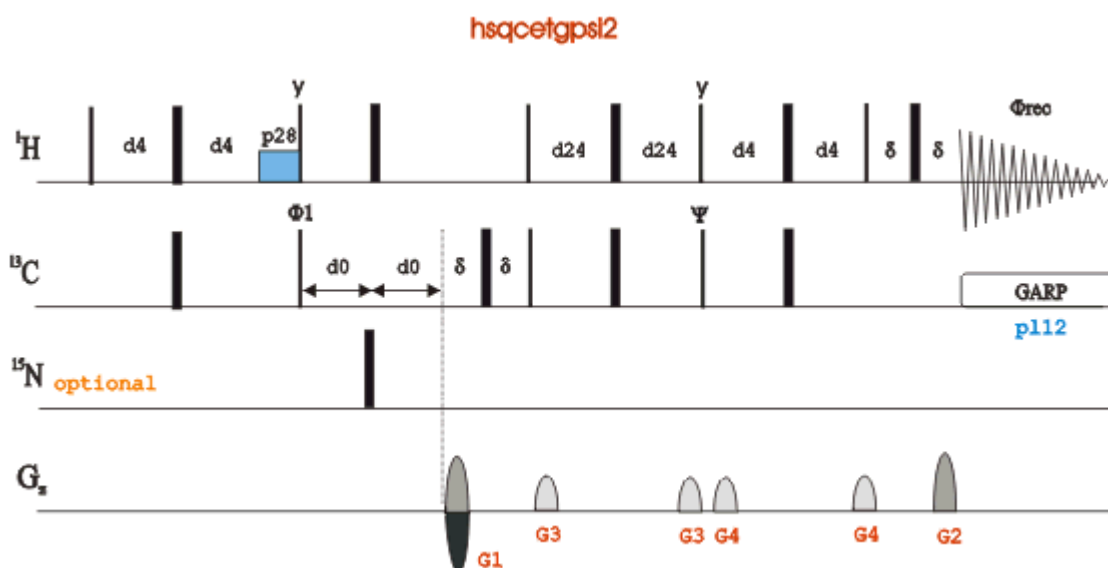 hsqcetgpsi2
y y Φrec
¹H d4 d4 p28 d24 d24 d4 d4 δ δ
Φ1 Ψ
¹³C d0 d0 δ δ GARP
pl12
¹⁵N optional
G𝗓
G1 G3 G3 G4 G4 G2